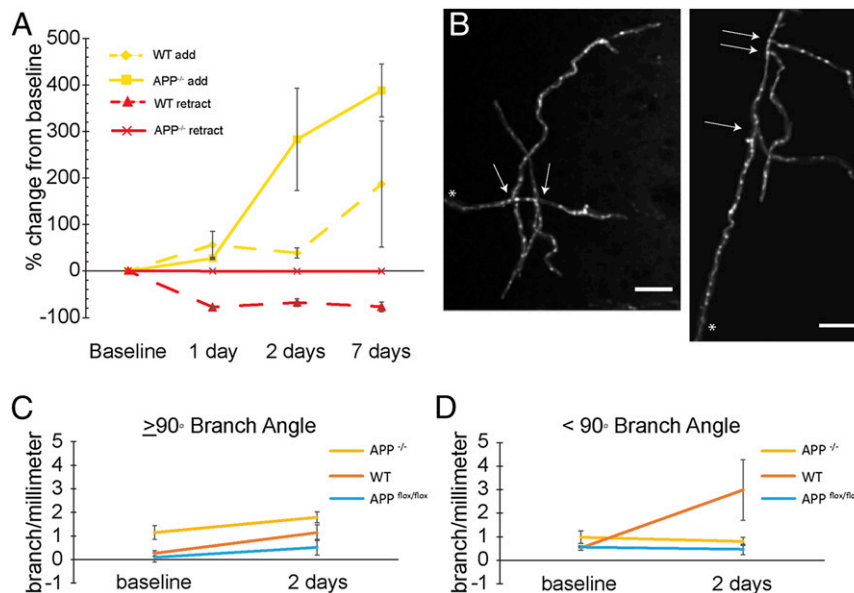 A
500
400
300
200
100
0
-100
% change from baseline
WT add
APP-/- add
WT retract
APP-/- retract
Baseline 1 day 2 days 7 days
B
*
*
C
≥90◦ Branch Angle
5
4
3
2
1
0
-1
branch/millimeter
APP -/-
WT
APP flox/flox
baseline 2 days
D
< 90◦ Branch Angle
5
4
3
2
1
0
-1
branch/millimeter
APP -/-
WT
APP flox/flo
baseline 2 days